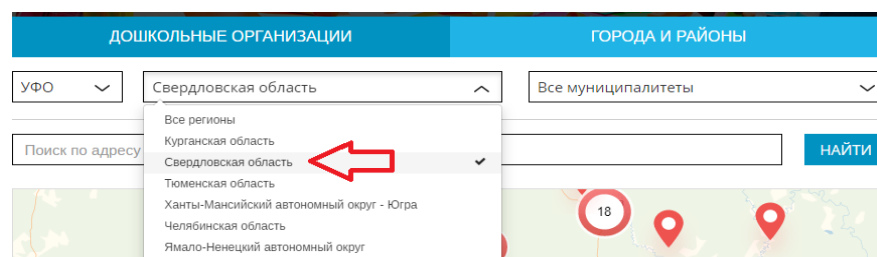 ДОШКОЛЬНЫЕ ОРГАНИЗАЦИИ ГОРОДА И РАЙОНЫ
УФО Свердловская область Все муниципалитеты
Все регионы
Курганская область
Поиск по адресу НАЙТИ
Свердловская область
Тюменская область
Ханты-Мансийский автономный округ - Югра
18
Челябинская область
Ямало-Ненецкий автономный округ